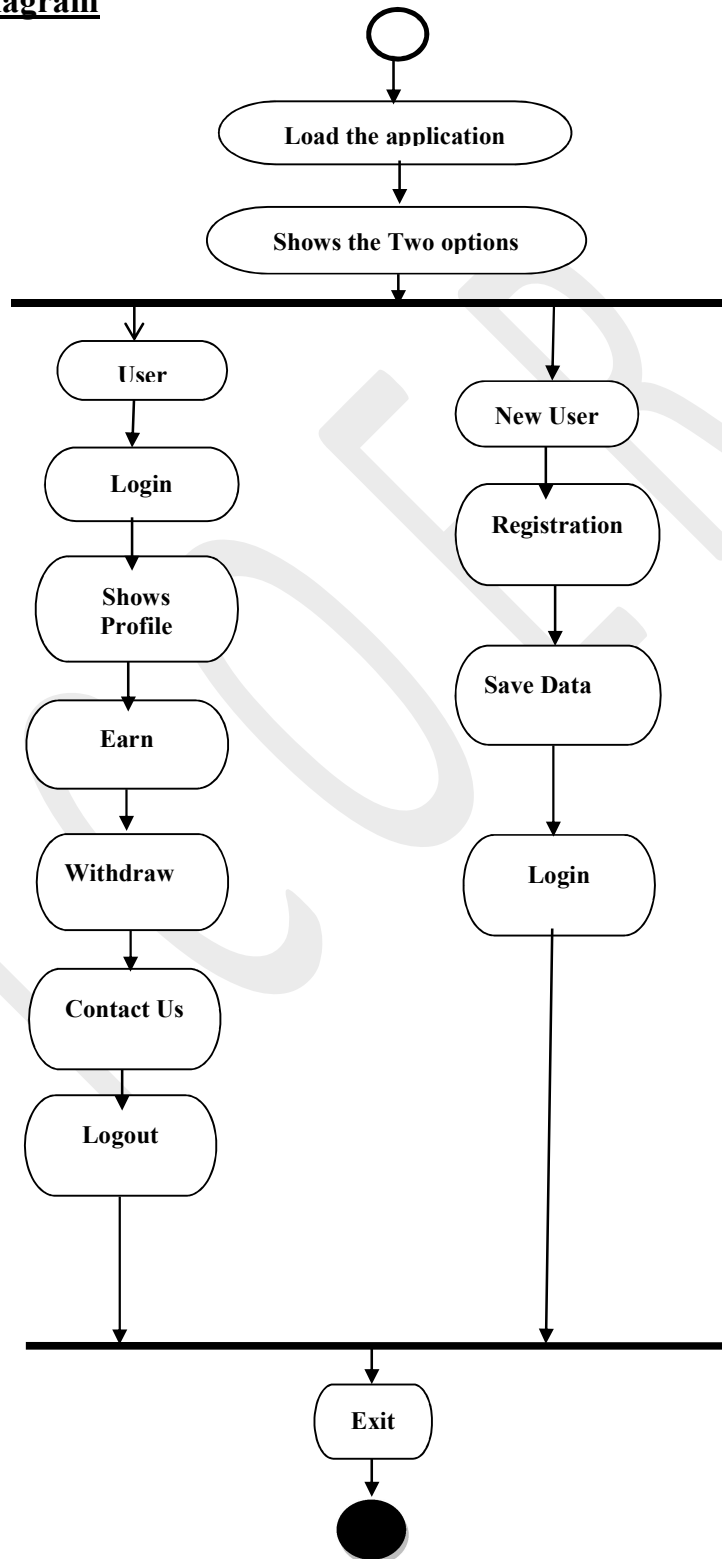 Load the application
Shows the Two options
User
Login
Shows
Profile
Earn
Withdraw
Contact Us
Logout
New User
Registration
Save Data
Login
Exit